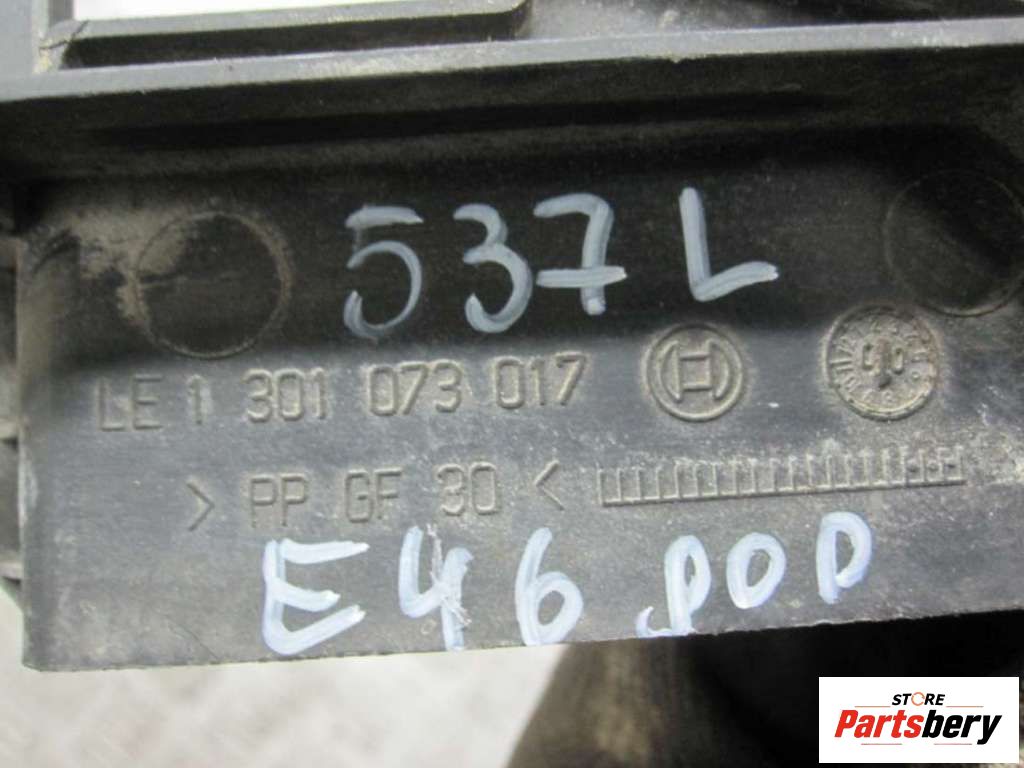 537L
LE 1 301 073 017
> PP GF 30 <
E46 POP
STORE
Partsbery